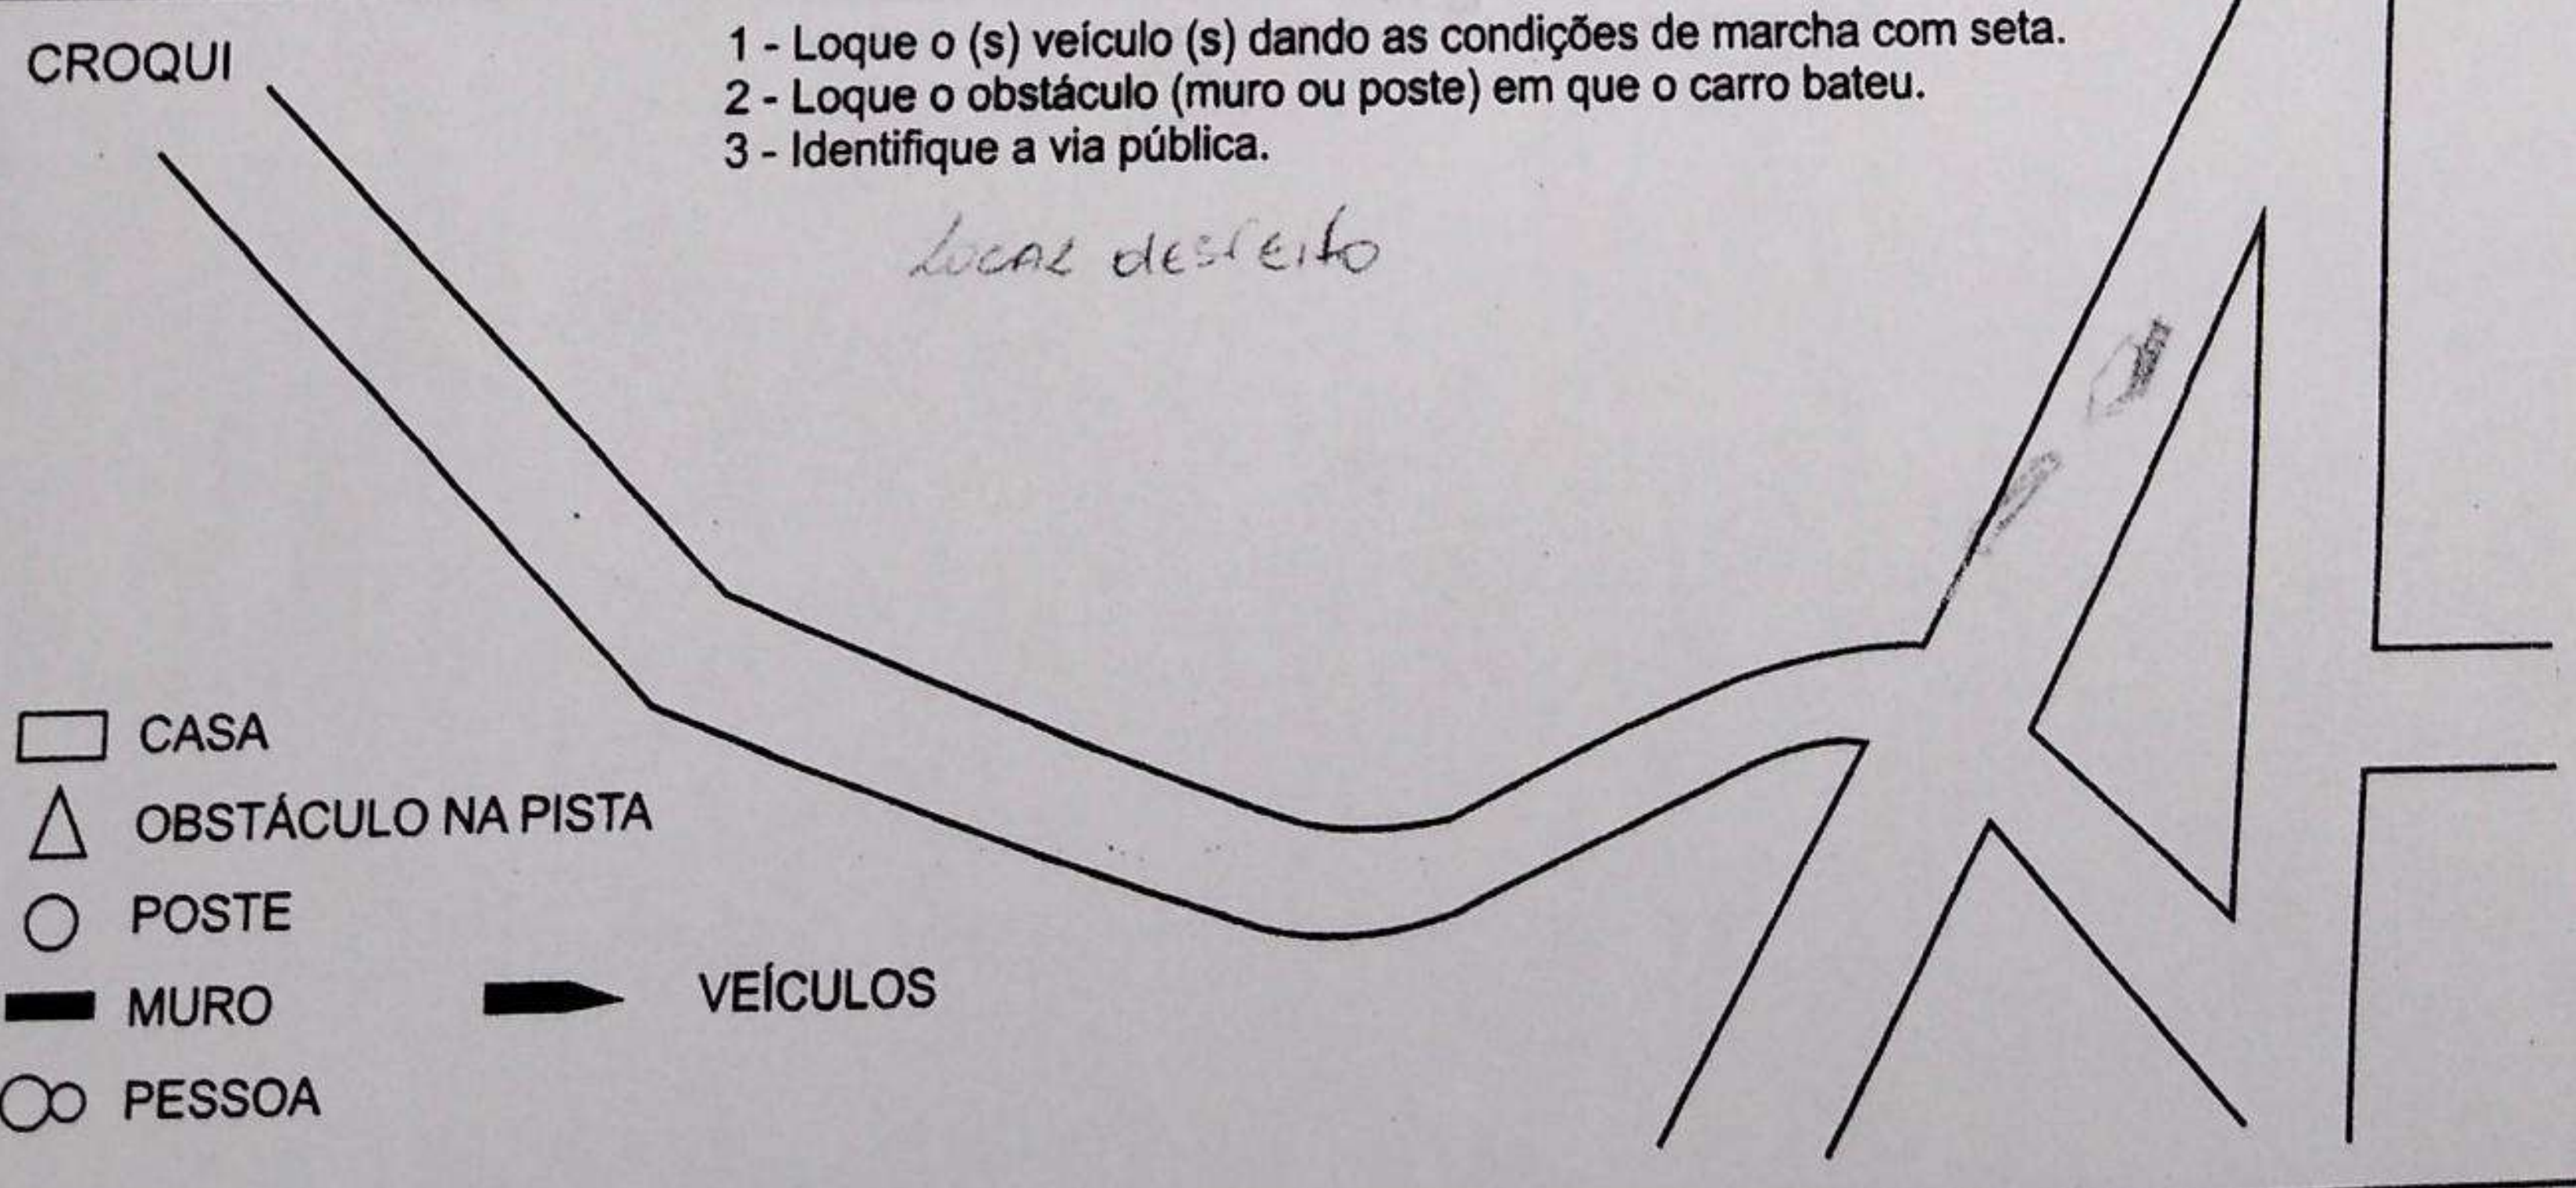 CROQUI
1 - Loque o (s) veículo (s) dando as condições de marcha com seta.
2 - Loque o obstáculo (muro ou poste) em que o carro bateu.
3 - Identifique a via pública.
Local desfeito
CASA
OBSTÁCULO NA PISTA
POSTE
MURO
VEÍCULOS
PESSOA